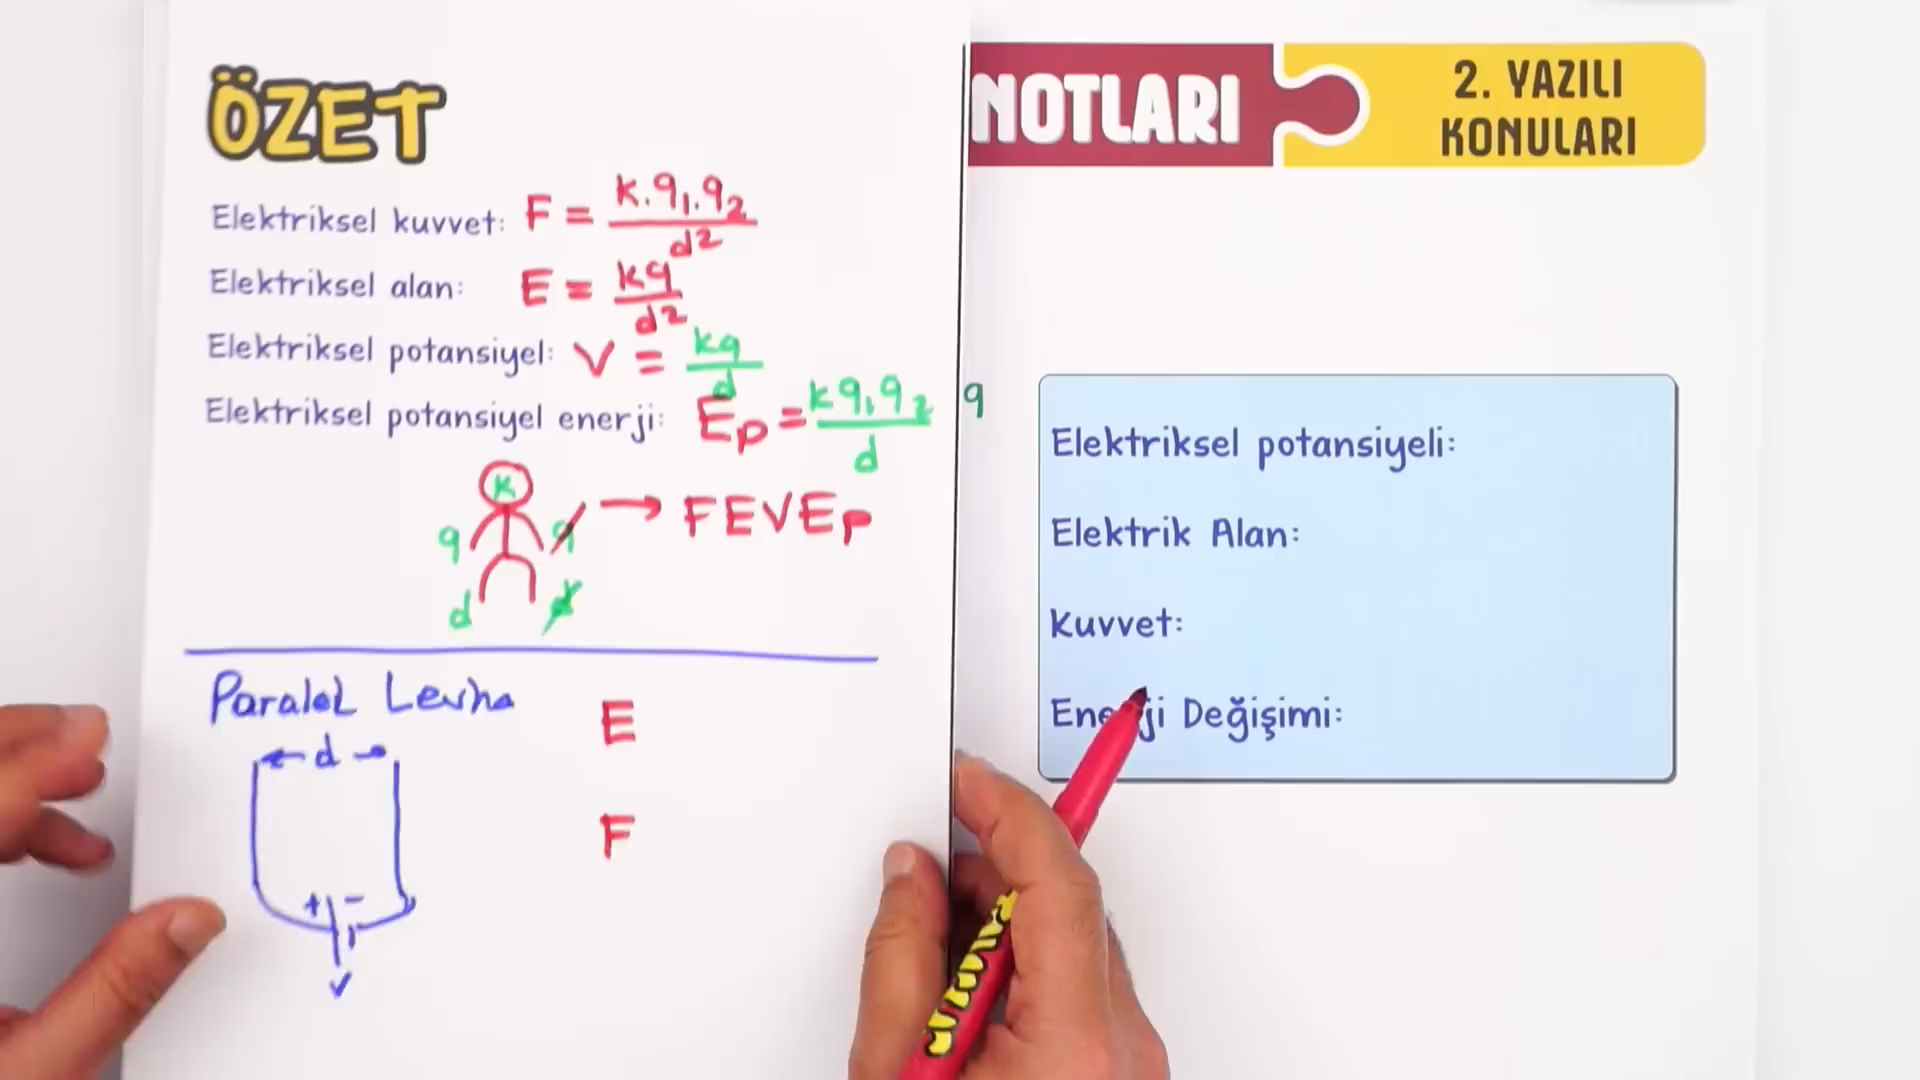 ÖZET
Elektriksel kuvvet: F = k.q₁.q₂ / d²
Elektriksel alan: E = kq / d²
Elektriksel potansiyel: V = kq / d
Elektriksel potansiyel enerji: Ep = kq₁q₂ / d
K
q q → FEVEp
d d
Paralel Levha
E
d
F
+ -
V
NOTLARI
2. YAZILI
KONULARI
q
Elektriksel potansiyeli:
Elektrik Alan:
Kuvvet:
Enerji Değişimi: